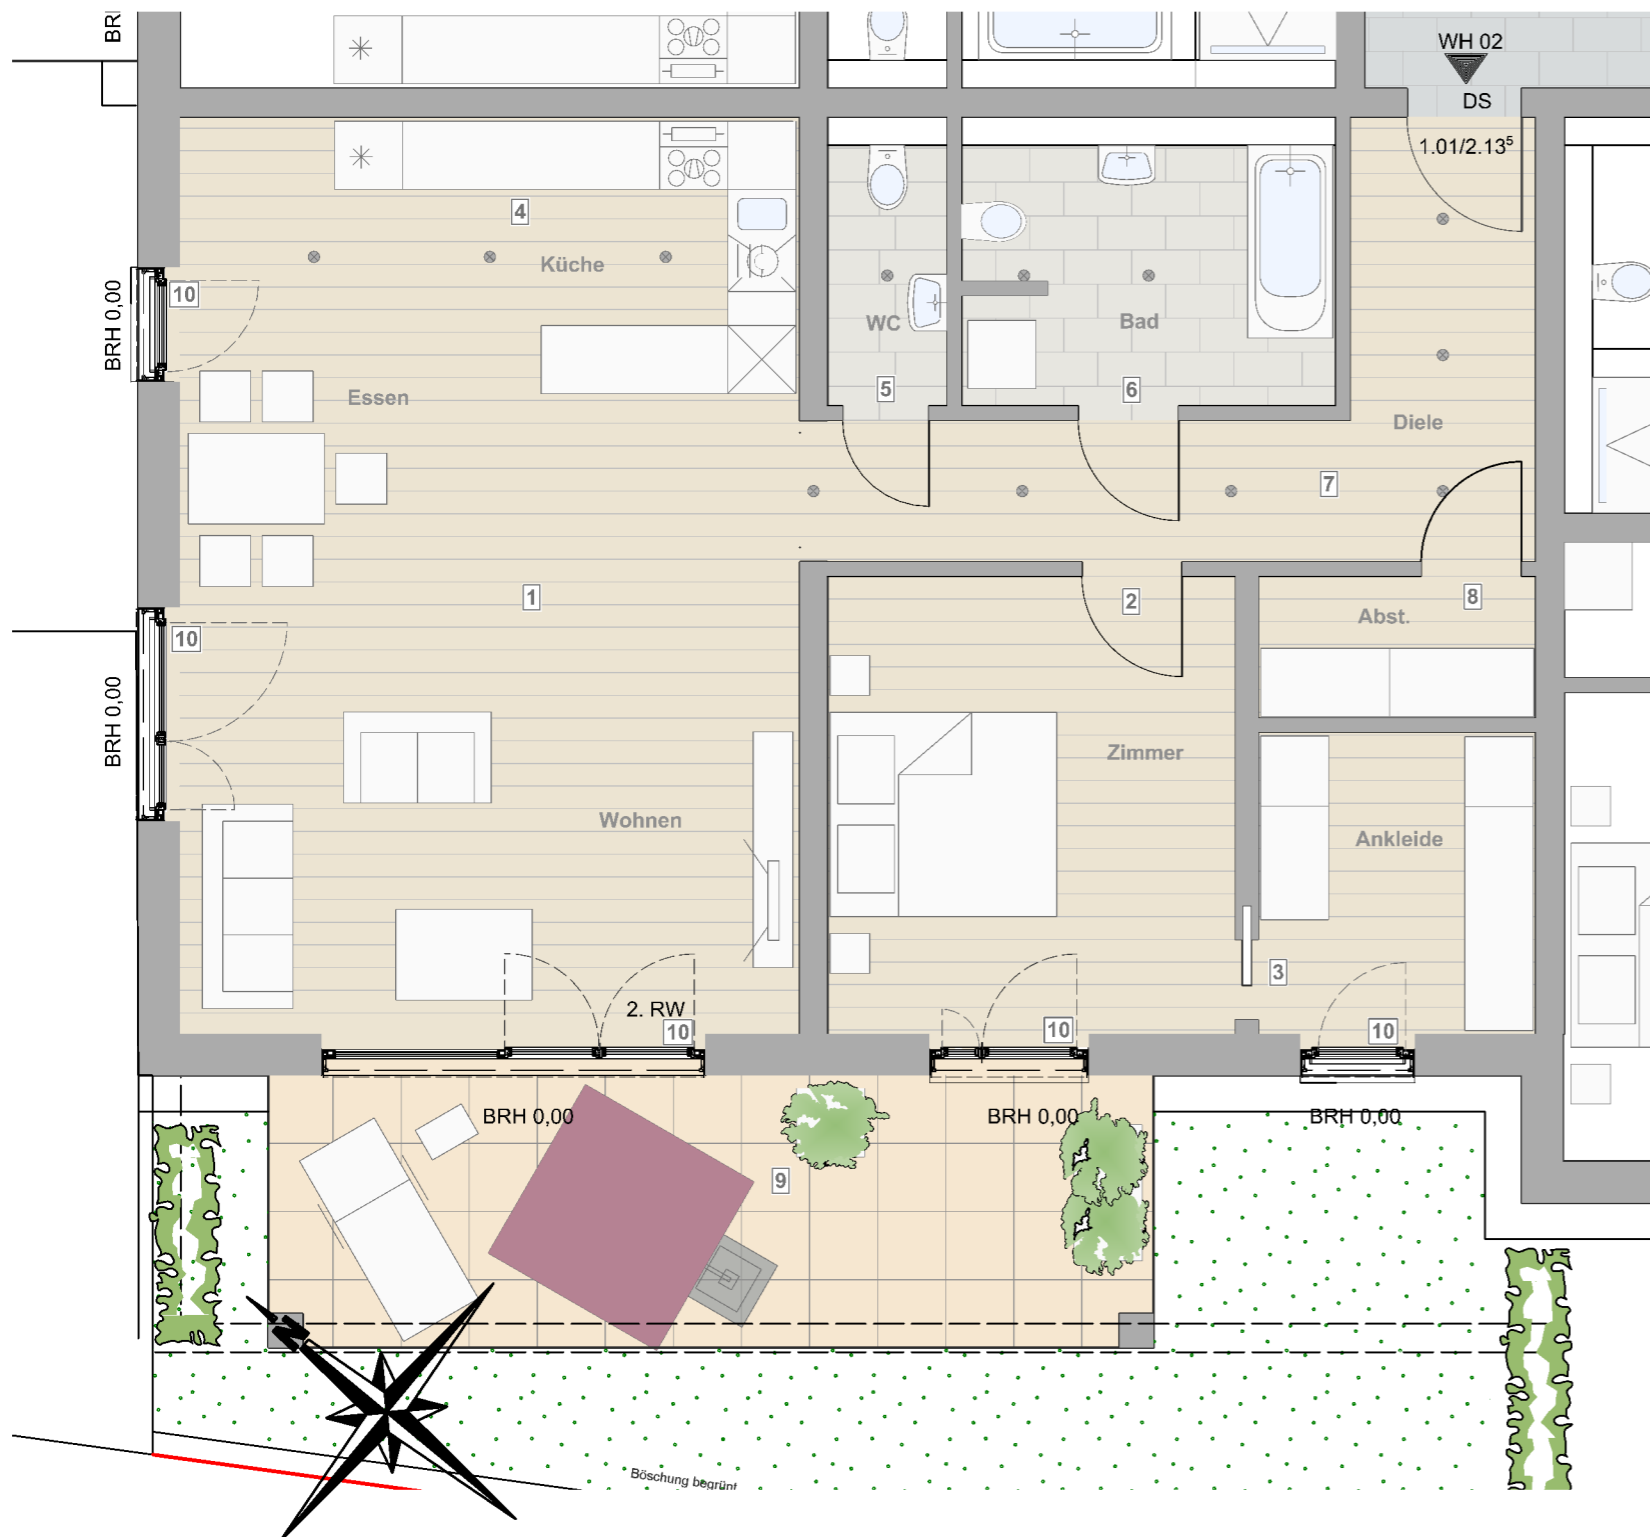 BR
WH 02
DS
1.01/2.13⁵
4
Küche
10
BRH 0,00
WC
Bad
5
6
Essen
Diele
7
1
2
8
Abst.
10
BRH 0,00
Zimmer
Wohnen
Ankleide
3
2. RW
10
10
10
BRH 0,00
BRH 0,00
BRH 0,00
9
N
Böschung begrünt